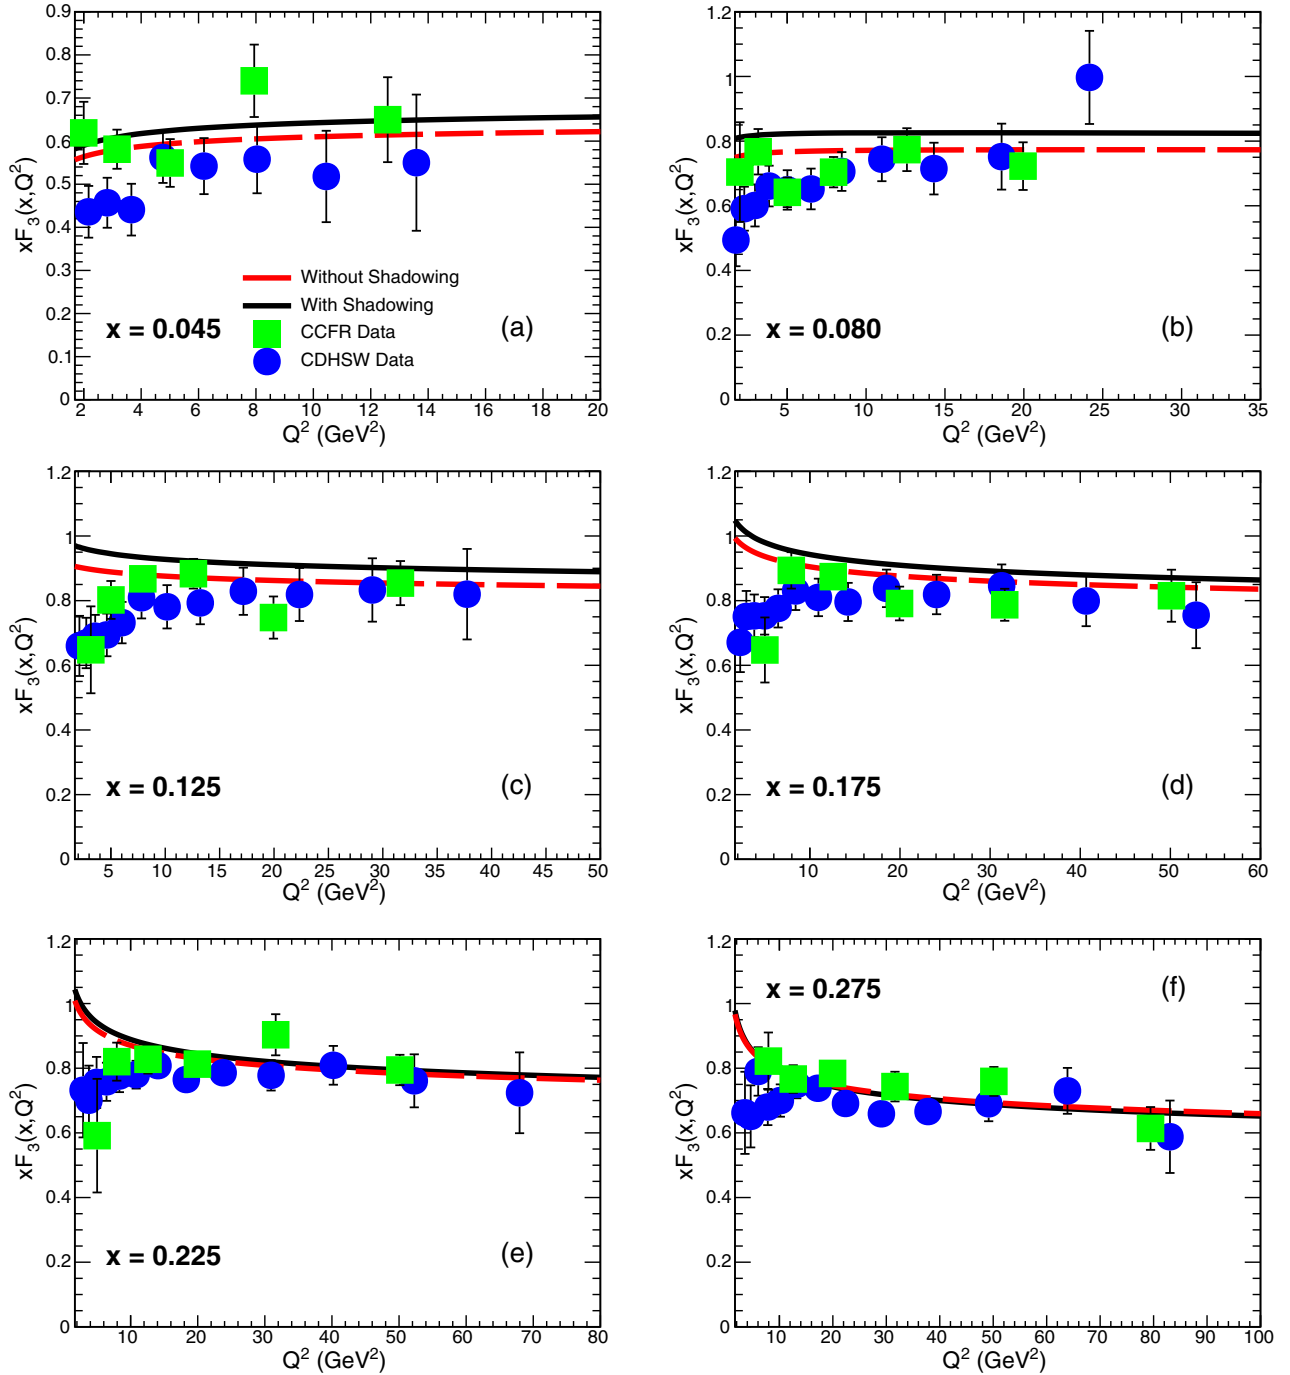 0.9
0.8
0.7
0.6
0.5
0.4
0.3
0.2
0.1
0
xF₃(x,Q²)
Without Shadowing
With Shadowing
CCFR Data
CDHSW Data
x = 0.045
(a)
2 4 6 8 10 12 14 16 18 20
Q² (GeV²)
1.2
1
0.8
0.6
0.4
0.2
0
xF₃(x,Q²)
x = 0.080
(b)
5 10 15 20 25 30 35
Q² (GeV²)
1.2
1
0.8
0.6
0.4
0.2
0
xF₃(x,Q²)
x = 0.125
(c)
5 10 15 20 25 30 35 40 45 50
Q² (GeV²)
1.2
1
0.8
0.6
0.4
0.2
0
xF₃(x,Q²)
x = 0.175
(d)
10 20 30 40 50 60
Q² (GeV²)
1.2
1
0.8
0.6
0.4
0.2
0
xF₃(x,Q²)
x = 0.225
(e)
10 20 30 40 50 60 70 80
Q² (GeV²)
1.2
1
0.8
0.6
0.4
0.2
0
xF₃(x,Q²)
x = 0.275
(f)
10 20 30 40 50 60 70 80 90 100
Q² (GeV²)